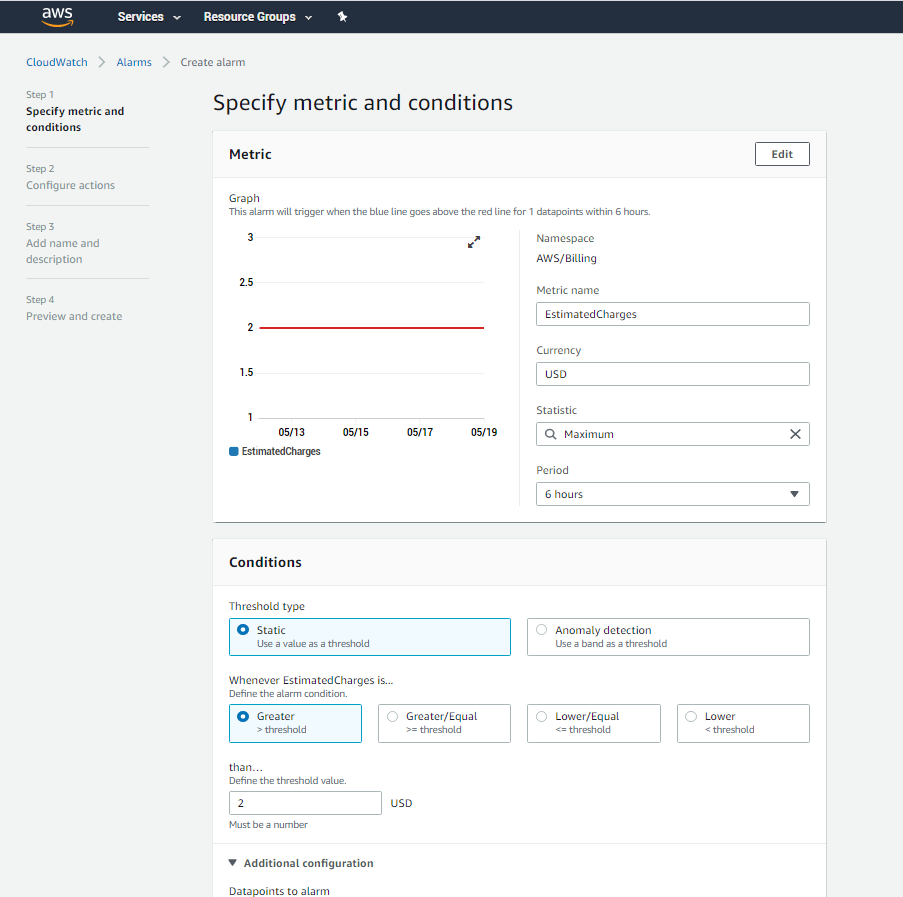 aws
Services
Resource Groups
CloudWatch
Alarms
Create alarm
Step 1
Specify metric and
conditions
Step 2
Configure actions
Step 3
Add name and
description
Step 4
Preview and create
Specify metric and conditions
Metric
Edit
Graph
This alarm will trigger when the blue line goes above the red line for 1 datapoints within 6 hours.
3
2.5
2
1.5
1
05/13
05/15
05/17
05/19
EstimatedCharges
Namespace
AWS/Billing
Metric name
EstimatedCharges
Currency
USD
Statistic
Maximum
Period
6 hours
Conditions
Threshold type
Static
Use a value as a threshold
Anomaly detection
Use a band as a threshold
Whenever EstimatedCharges is...
Define the alarm condition.
Greater
> threshold
Greater/Equal
>= threshold
Lower/Equal
<= threshold
Lower
< threshold
than...
Define the threshold value.
2
USD
Must be a number
Additional configuration
Datapoints to alarm